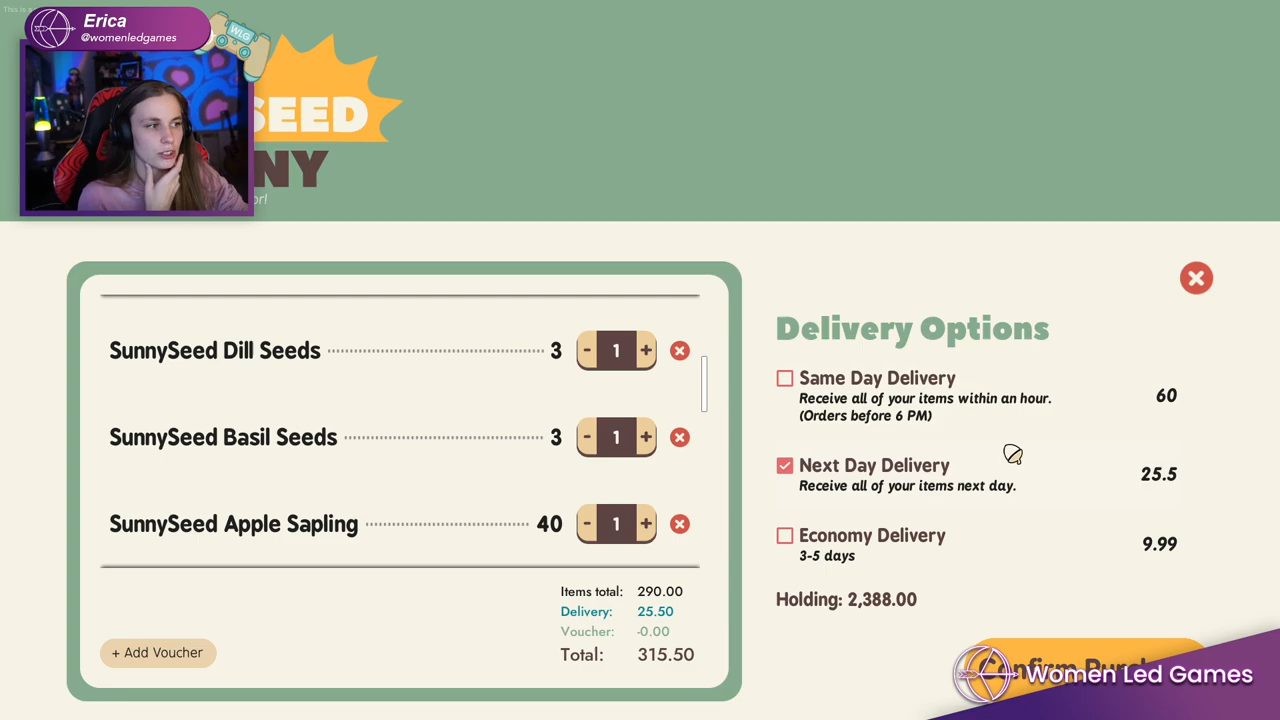 This is a
Erica
@womenledgames
WLG
SEED
NY
or!
SunnySeed Dill Seeds 3 - 1 +
SunnySeed Basil Seeds 3 - 1 +
SunnySeed Apple Sapling 40 - 1 +
Items total: 290.00
Delivery: 25.50
Voucher: -0.00
Total: 315.50
+ Add Voucher
Delivery Options
Same Day Delivery 60
Receive all of your items within an hour.
(Orders before 6 PM)
Next Day Delivery 25.5
Receive all of your items next day.
Economy Delivery 9.99
3-5 days
Holding: 2,388.00
Women Led Games